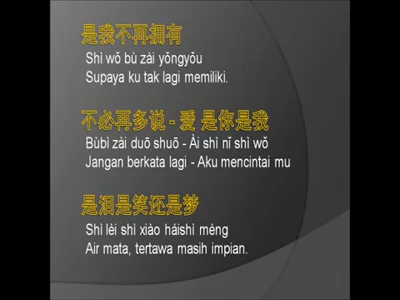 是我不再拥有
Shì wǒ bù zài yōngyǒu
Supaya ku tak lagi memiliki.
不必再多说 - 爱 是你是我
Bùbì zài duō shuō - Ài shì nǐ shì wǒ
Jangan berkata lagi - Aku mencintai mu
是泪是笑还是梦
Shì lèi shì xiào háishì mèng
Air mata, tertawa masih impian.